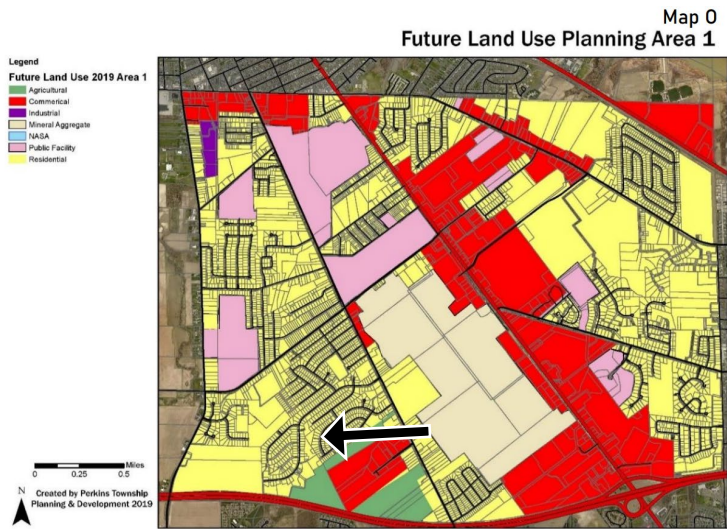 Map O
Future Land Use Planning Area 1
Legend
Future Land Use 2019 Area 1
Agricultural
Commerical
Industrial
Mineral Aggregate
NASA
Public Facility
Residential
Miles
0 0.25 0.5
N
Created by Perkins Township
Planning & Development 2019